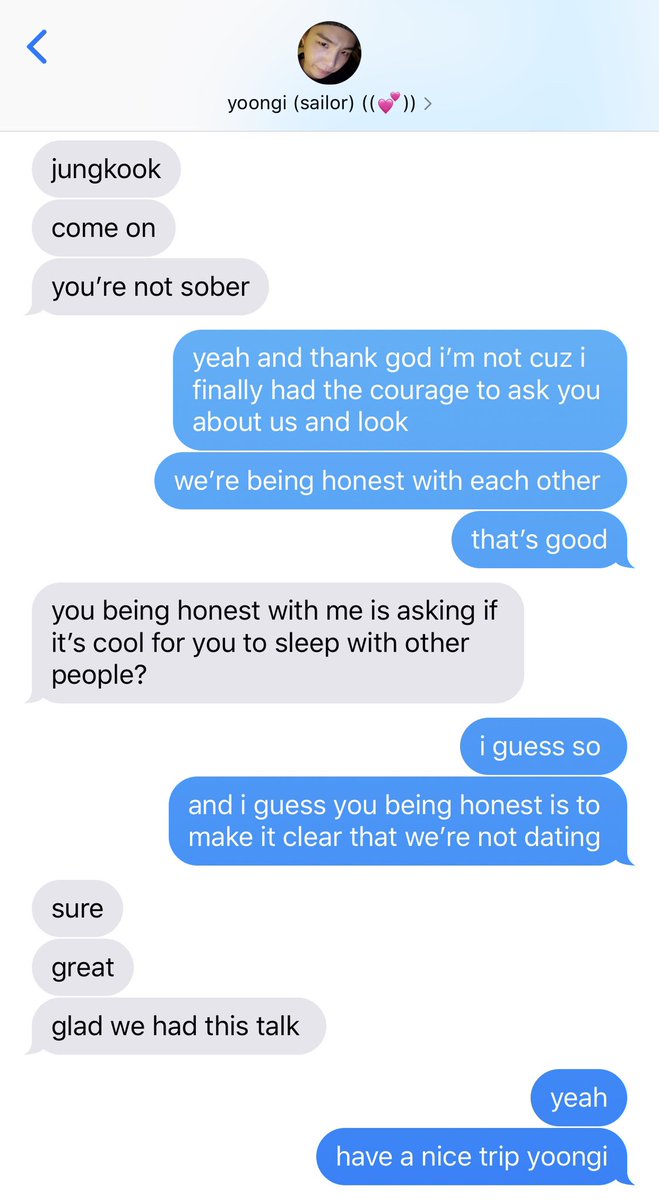 yoongi (sailor) ((💕))
jungkook
come on
you’re not sober
yeah and thank god i’m not cuz i
finally had the courage to ask you
about us and look
we’re being honest with each other
that’s good
you being honest with me is asking if
it’s cool for you to sleep with other
people?
i guess so
and i guess you being honest is to
make it clear that we’re not dating
sure
great
glad we had this talk
yeah
have a nice trip yoongi